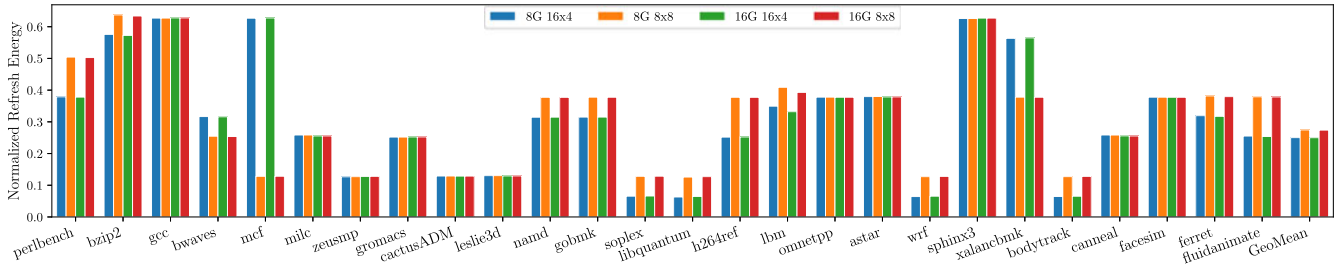 8G 16x4 8G 8x8 16G 16x4 16G 8x8
Normalized Refresh Energy
0.6
0.5
0.4
0.3
0.2
0.1
0.0
perlbench bzip2 gcc bwaves mcf milc zeusmp gromacs cactusADM leslie3d namd gobmk soplex libquantum h264ref lbm omnetpp astar wrf sphinx3 xalancbmk bodytrack canneal facesim ferret fluidanimate GeoMean